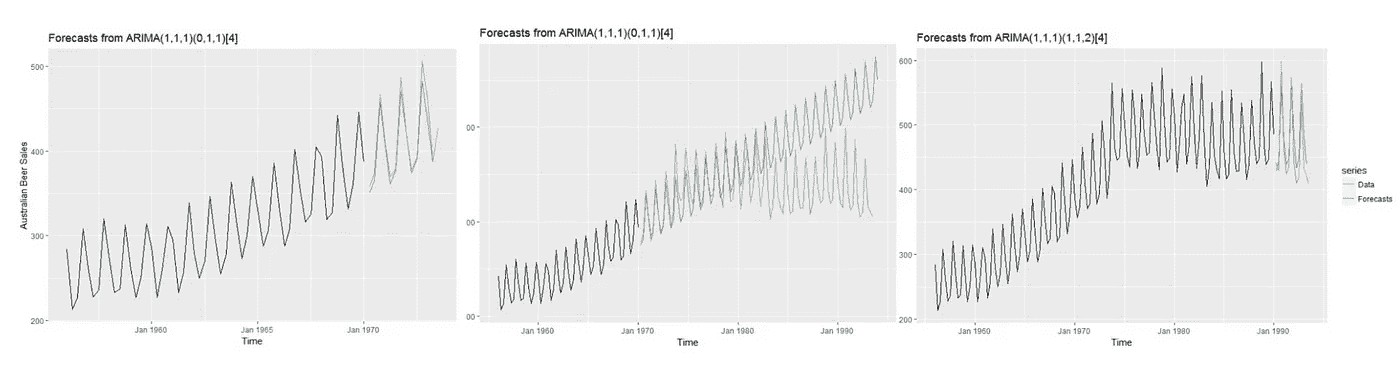 Forecasts from ARIMA(1,1,1)(0,1,1)[4]
500
400
300
200
Australian Beer Sales
Jan 1960
Jan 1965
Jan 1970
Time
Forecasts from ARIMA(1,1,1)(0,1,1)[4]
00
00
00
Jan 1960
Jan 1970
Jan 1980
Jan 1990
Time
Forecasts from ARIMA(1,1,1)(1,1,2)[4]
600
500
400
300
200
Jan 1960
Jan 1970
Jan 1980
Jan 1990
Time
series
Data
Forecasts